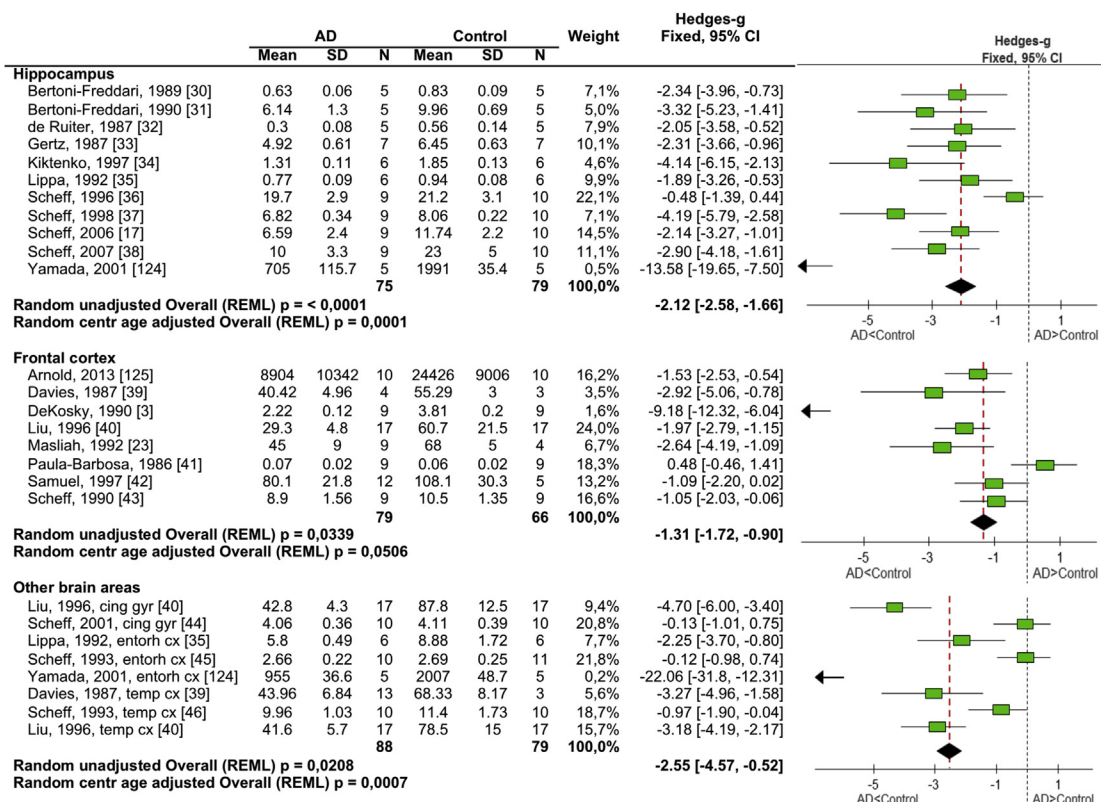 AD Control Weight Hedges-g Fixed, 95% CI
Mean SD N Mean SD N
Hedges-g
Fixed, 95% CI
Hippocampus
Bertoni-Freddari, 1989 [30] 0.63 0.06 5 0.83 0.09 5 7,1% -2.34 [-3.96, -0.73]
Bertoni-Freddari, 1990 [31] 6.14 1.3 5 9.96 0.69 5 5,0% -3.32 [-5.23, -1.41]
de Ruiter, 1987 [32] 0.3 0.08 5 0.56 0.14 5 7,9% -2.05 [-3.58, -0.52]
Gertz, 1987 [33] 4.92 0.61 7 6.45 0.63 7 10,1% -2.31 [-3.66, -0.96]
Kiktenko, 1997 [34] 1.31 0.11 6 1.85 0.13 6 4,6% -4.14 [-6.15, -2.13]
Lippa, 1992 [35] 0.77 0.09 6 0.94 0.08 6 9,9% -1.89 [-3.26, -0.53]
Scheff, 1996 [36] 19.7 2.9 9 21.2 3.1 10 22,1% -0.48 [-1.39, 0.44]
Scheff, 1998 [37] 6.82 0.34 9 8.06 0.22 10 7,1% -4.19 [-5.79, -2.58]
Scheff, 2006 [17] 6.59 2.4 9 11.74 2.2 10 14,5% -2.14 [-3.27, -1.01]
Scheff, 2007 [38] 10 3.3 9 23 5 10 11,1% -2.90 [-4.18, -1.61]
Yamada, 2001 [124] 705 115.7 5 1991 35.4 5 0,5% -13.58 [-19.65, -7.50]
75 79 100,0%
Random unadjusted Overall (REML) p = < 0,0001 -2.12 [-2.58, -1.66]
Random centr age adjusted Overall (REML) p = 0,0001
-5 -3 -1 1
AD<Control AD>Control
Frontal cortex
Arnold, 2013 [125] 8904 10342 10 24426 9006 10 16,2% -1.53 [-2.53, -0.54]
Davies, 1987 [39] 40.42 4.96 4 55.29 3 3 3,5% -2.92 [-5.06, -0.78]
DeKosky, 1990 [3] 2.22 0.12 9 3.81 0.2 9 1,6% -9.18 [-12.32, -6.04]
Liu, 1996 [40] 29.3 4.8 17 60.7 21.5 17 24,0% -1.97 [-2.79, -1.15]
Masliah, 1992 [23] 45 9 9 68 5 4 6,7% -2.64 [-4.19, -1.09]
Paula-Barbosa, 1986 [41] 0.07 0.02 9 0.06 0.02 9 18,3% 0.48 [-0.46, 1.41]
Samuel, 1997 [42] 80.1 21.8 12 108.1 30.3 5 13,2% -1.09 [-2.20, 0.02]
Scheff, 1990 [43] 8.9 1.56 9 10.5 1.35 9 16,6% -1.05 [-2.03, -0.06]
79 66 100,0%
Random unadjusted Overall (REML) p = 0,0339 -1.31 [-1.72, -0.90]
Random centr age adjusted Overall (REML) p = 0,0506
-5 -3 -1 1
AD<Control AD>Control
Other brain areas
Liu, 1996, cing gyr [40] 42.8 4.3 17 87.8 12.5 17 9,4% -4.70 [-6.00, -3.40]
Scheff, 2001, cing gyr [44] 4.06 0.36 10 4.11 0.39 10 20,8% -0.13 [-1.01, 0.75]
Lippa, 1992, entorh cx [35] 5.8 0.49 6 8.88 1.72 6 7,7% -2.25 [-3.70, -0.80]
Scheff, 1993, entorh cx [45] 2.66 0.22 10 2.69 0.25 11 21,8% -0.12 [-0.98, 0.74]
Yamada, 2001, entorh cx [124] 955 36.6 5 2007 48.7 5 0,2% -22.06 [-31.8, -12.31]
Davies, 1987, temp cx [39] 43.96 6.84 13 68.33 8.17 3 5,6% -3.27 [-4.96, -1.58]
Scheff, 1993, temp cx [46] 9.96 1.03 10 11.4 1.73 10 18,7% -0.97 [-1.90, -0.04]
Liu, 1996, temp cx [40] 41.6 5.7 17 78.5 15 17 15,7% -3.18 [-4.19, -2.17]
88 79 100,0%
Random unadjusted Overall (REML) p = 0,0208 -2.55 [-4.57, -0.52]
Random centr age adjusted Overall (REML) p = 0,0007
-5 -3 -1 1
AD<Control AD>Control